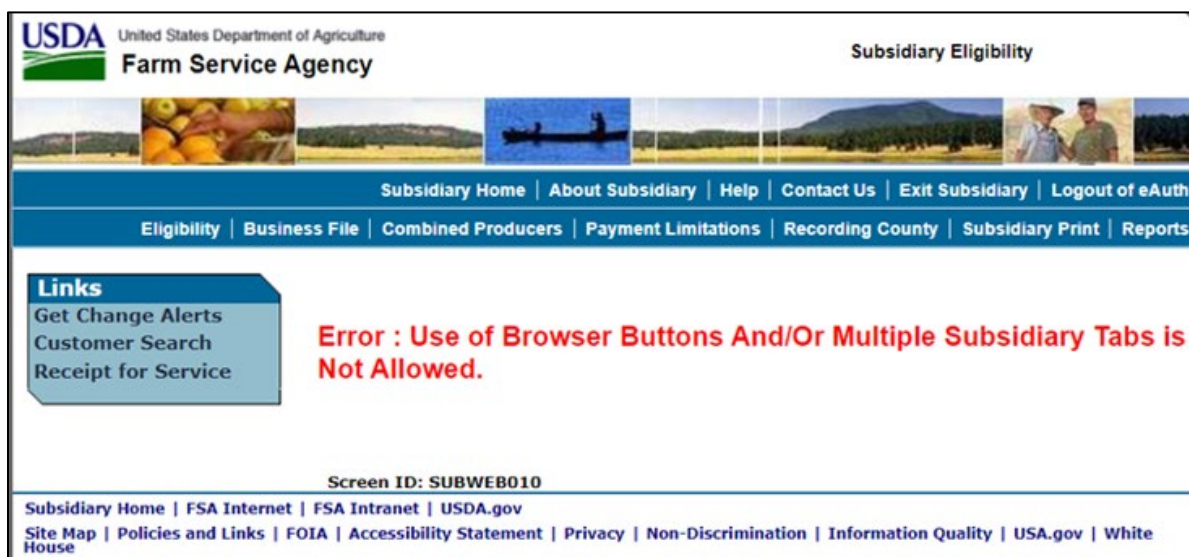 USDA
United States Department of Agriculture
Farm Service Agency
Subsidiary Eligibility
Subsidiary Home | About Subsidiary | Help | Contact Us | Exit Subsidiary | Logout of eAuth
Eligibility | Business File | Combined Producers | Payment Limitations | Recording County | Subsidiary Print | Reports
Links
Get Change Alerts
Customer Search
Receipt for Service
Error : Use of Browser Buttons And/Or Multiple Subsidiary Tabs is
Not Allowed.
Screen ID: SUBWEB010
Subsidiary Home | FSA Internet | FSA Intranet | USDA.gov
Site Map | Policies and Links | FOIA | Accessibility Statement | Privacy | Non-Discrimination | Information Quality | USA.gov | White
House